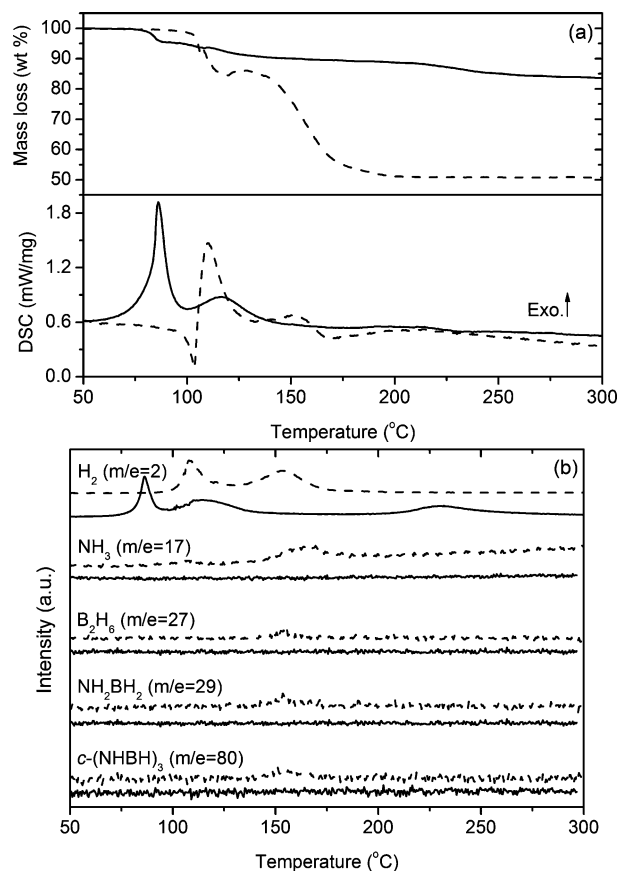 (a)
Mass loss (wt %)
100
90
80
70
60
50
DSC (mW/mg)
1.8
1.2
0.6
0.0
Exo.↑
50 100 150 200 250 300
Temperature (°C)
(b)
Intensity (a.u.)
H₂ (m/e=2)
NH₃ (m/e=17)
B₂H₆ (m/e=27)
NH₂BH₂ (m/e=29)
c-(NHBH)₃ (m/e=80)
50 100 150 200 250 300
Temperature (°C)